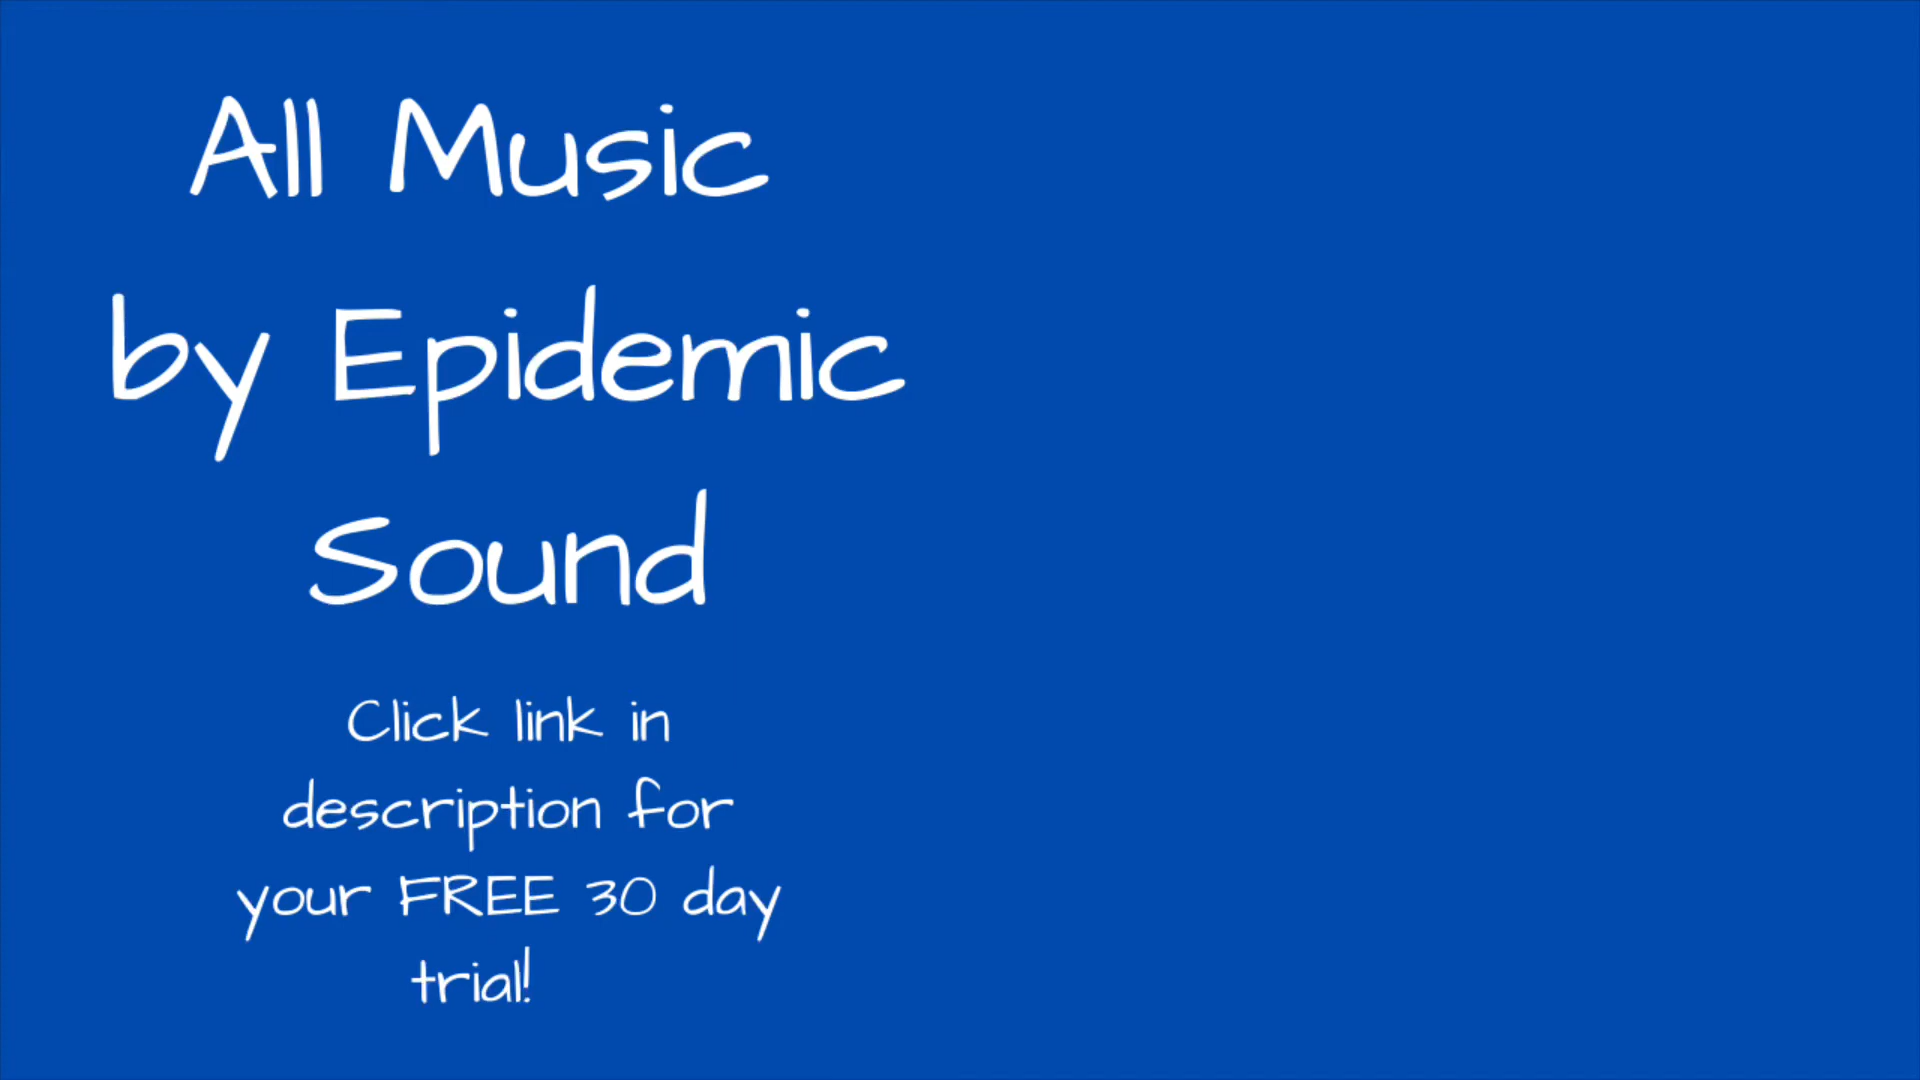 All Music
by Epidemic
Sound
Click link in
description for
your FREE 30 day
trial!